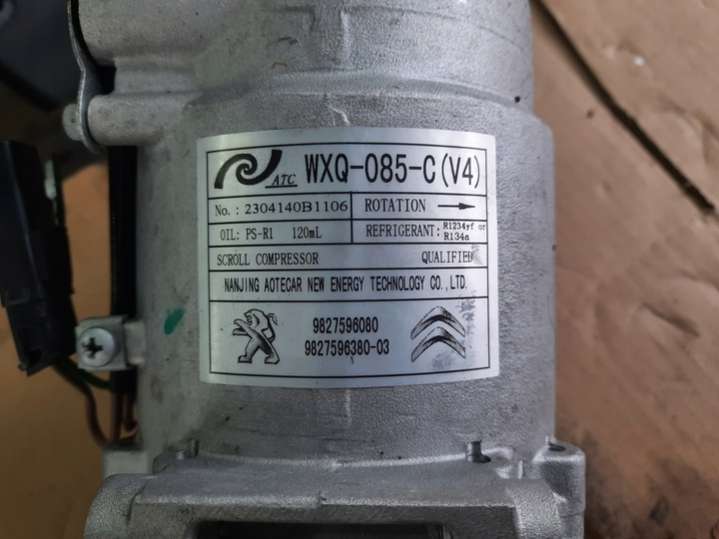 ATC WXQ-085-C(V4)
No.: 2304140B1106 ROTATION
OIL: PS-R1 120mL REFRIGERANT: R1234yf or R134a
SCROLL COMPRESSOR QUALIFIED
NANJING AOTECAR NEW ENERGY TECHNOLOGY CO.,LTD.
9827596080
9827596380-03